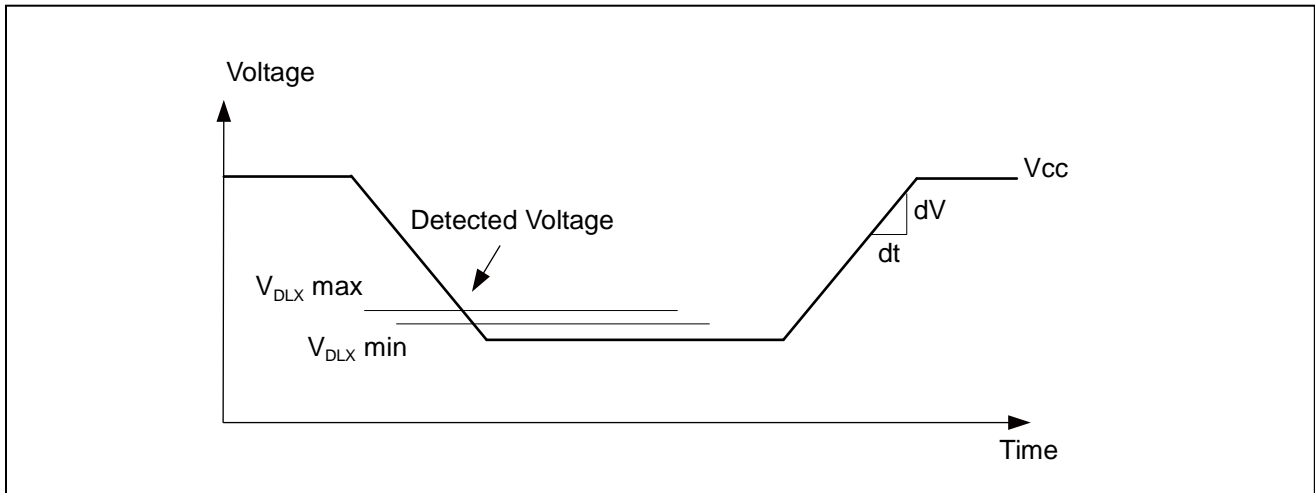 Voltage
Vcc
dV
dt
Detected Voltage
V_DLX max
V_DLX min
Time